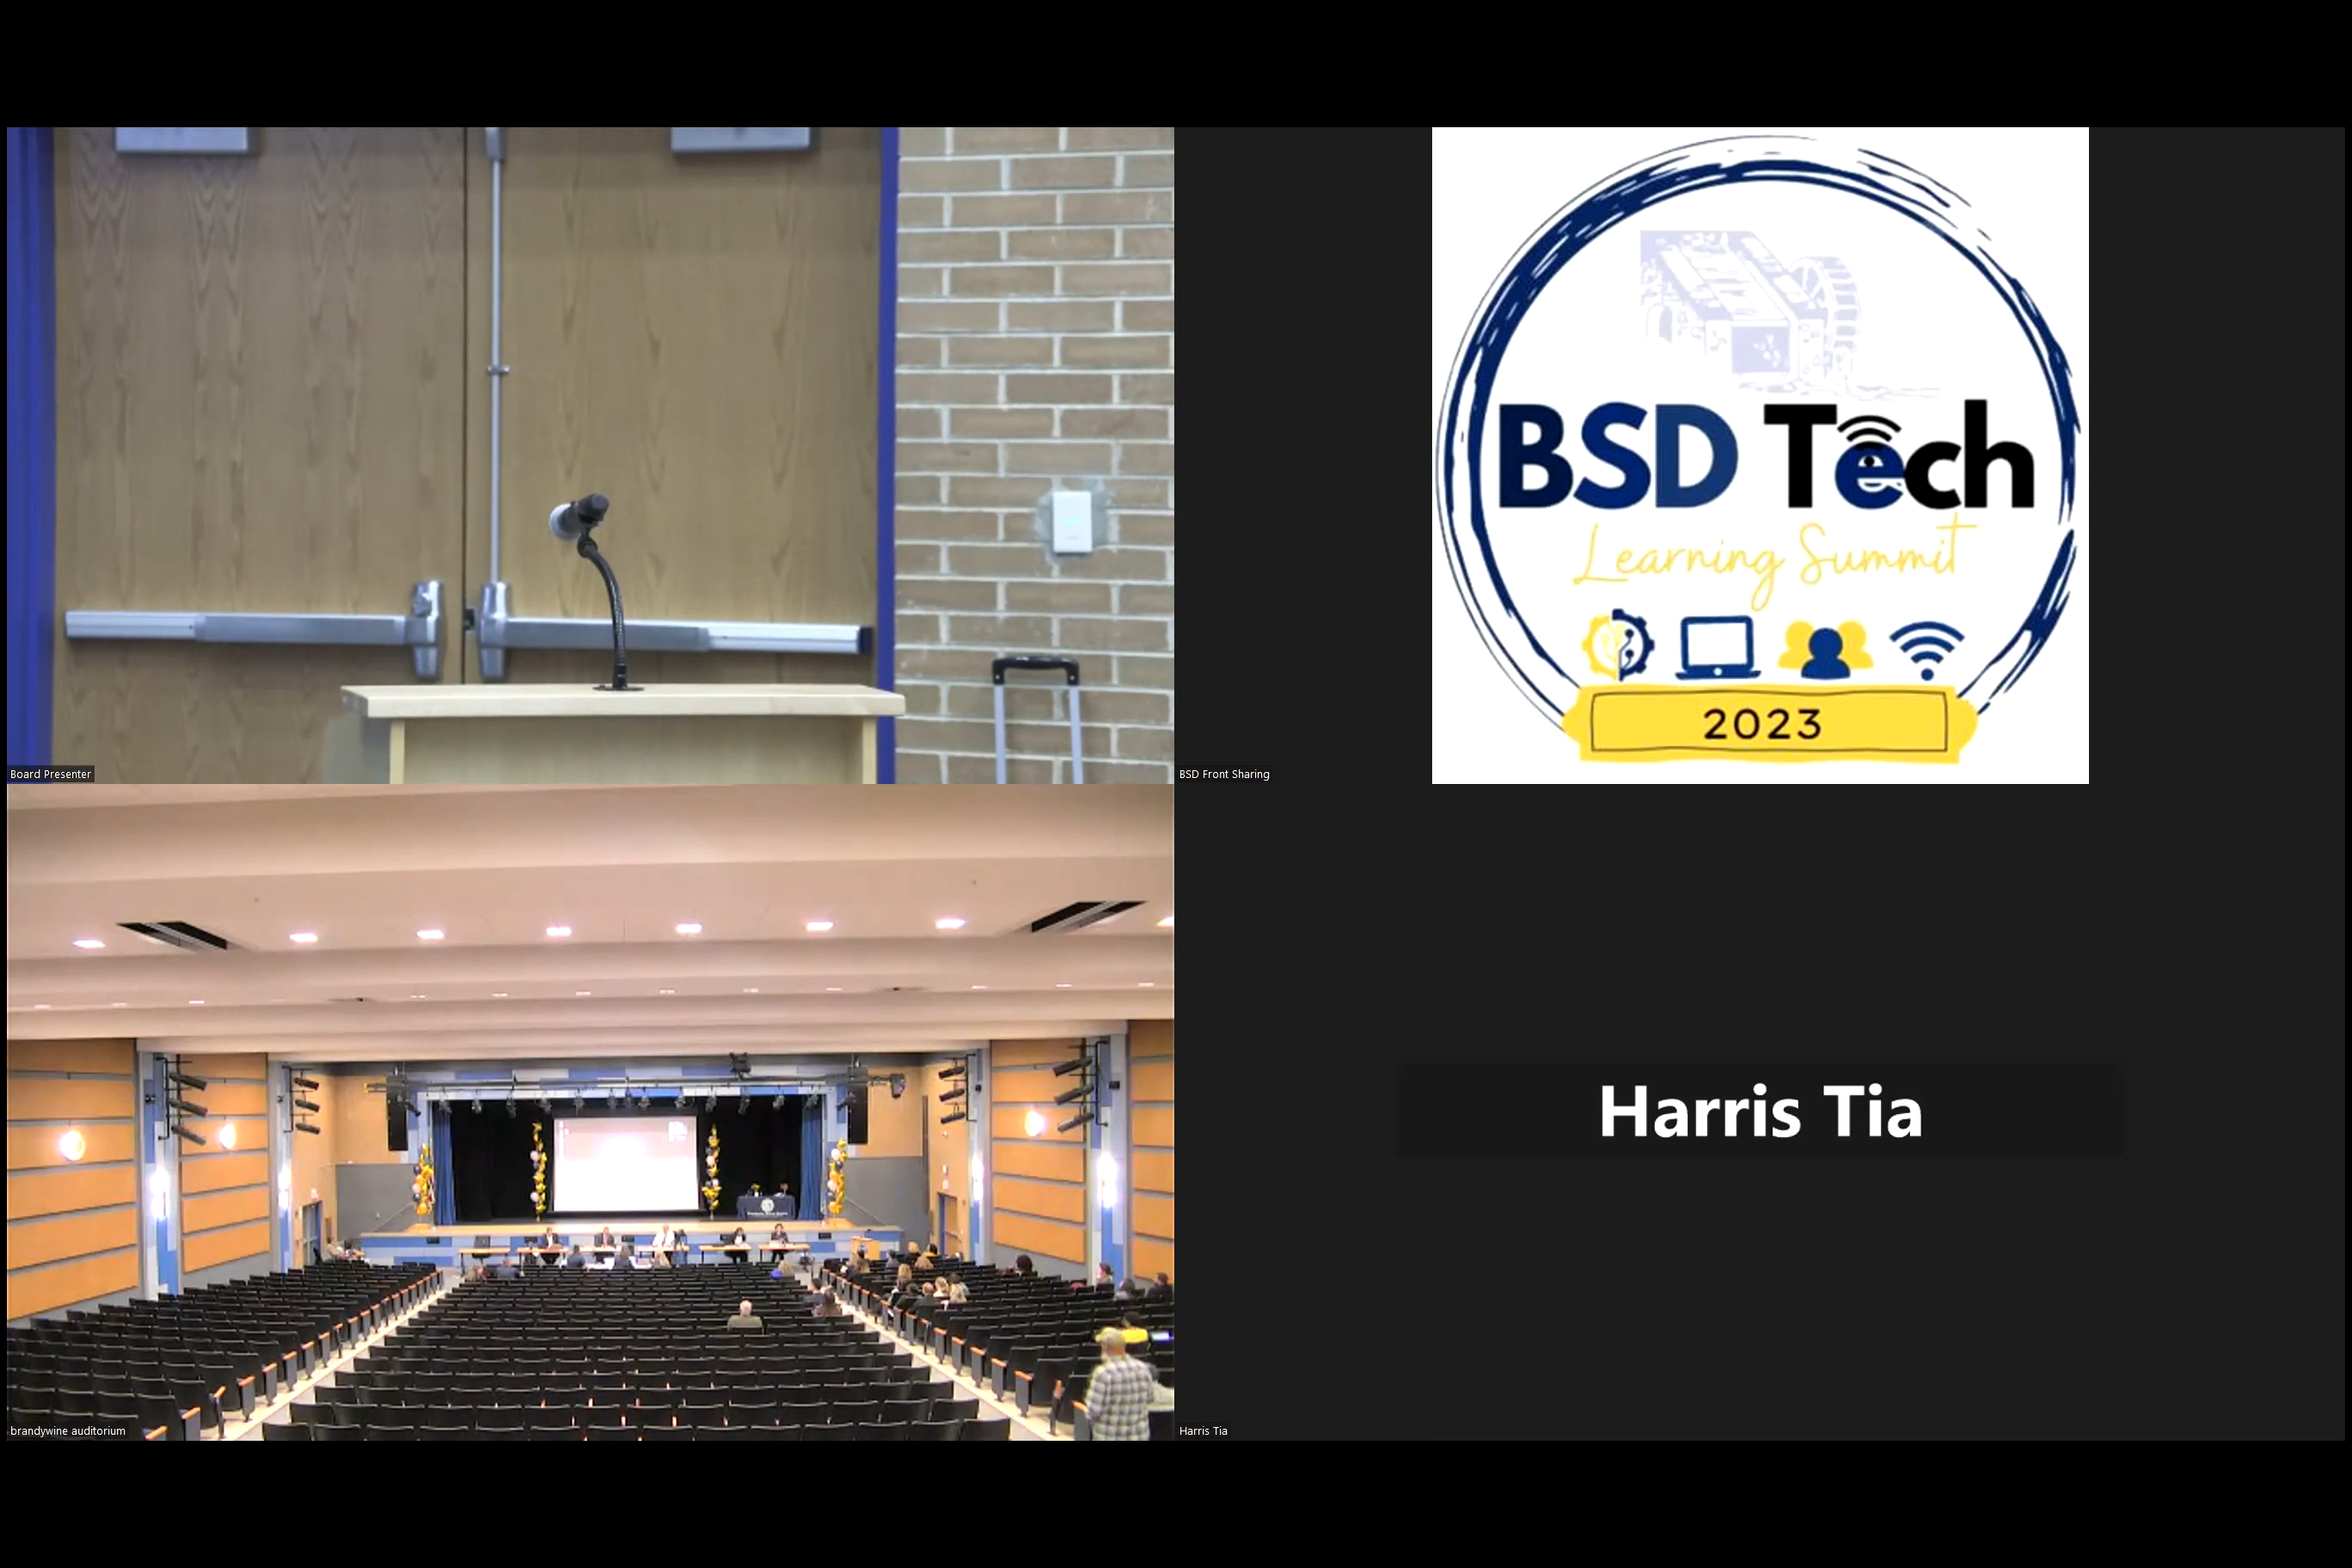 Board Presenter
BSD Tech
Learning Summit
2023
BSD Front Sharing
brandywine auditorium
Harris Tia
Harris Tia